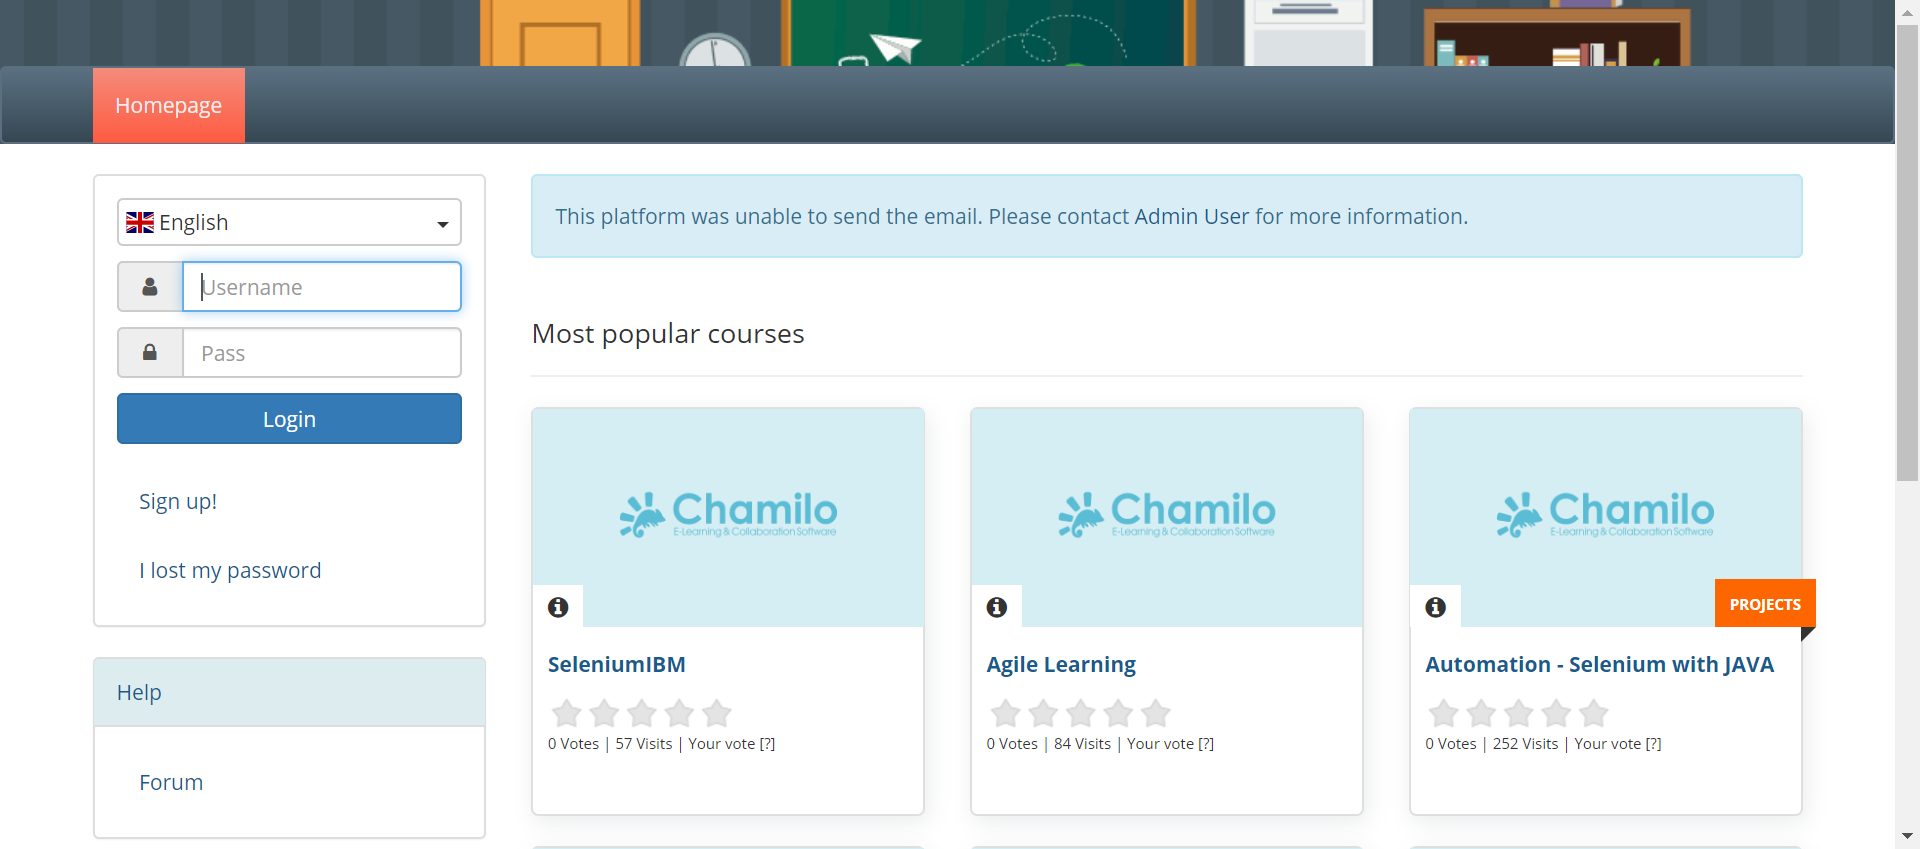 Homepage
English
Username
Pass
Login
Sign up!
I lost my password
Help
Forum
This platform was unable to send the email. Please contact Admin User for more information.
Most popular courses
Chamilo
E-Learning & Collaboration Software
SeleniumIBM
0 Votes | 57 Visits | Your vote [?]
Chamilo
E-Learning & Collaboration Software
Agile Learning
0 Votes | 84 Visits | Your vote [?]
Chamilo
E-Learning & Collaboration Software
PROJECTS
Automation - Selenium with JAVA
0 Votes | 252 Visits | Your vote [?]